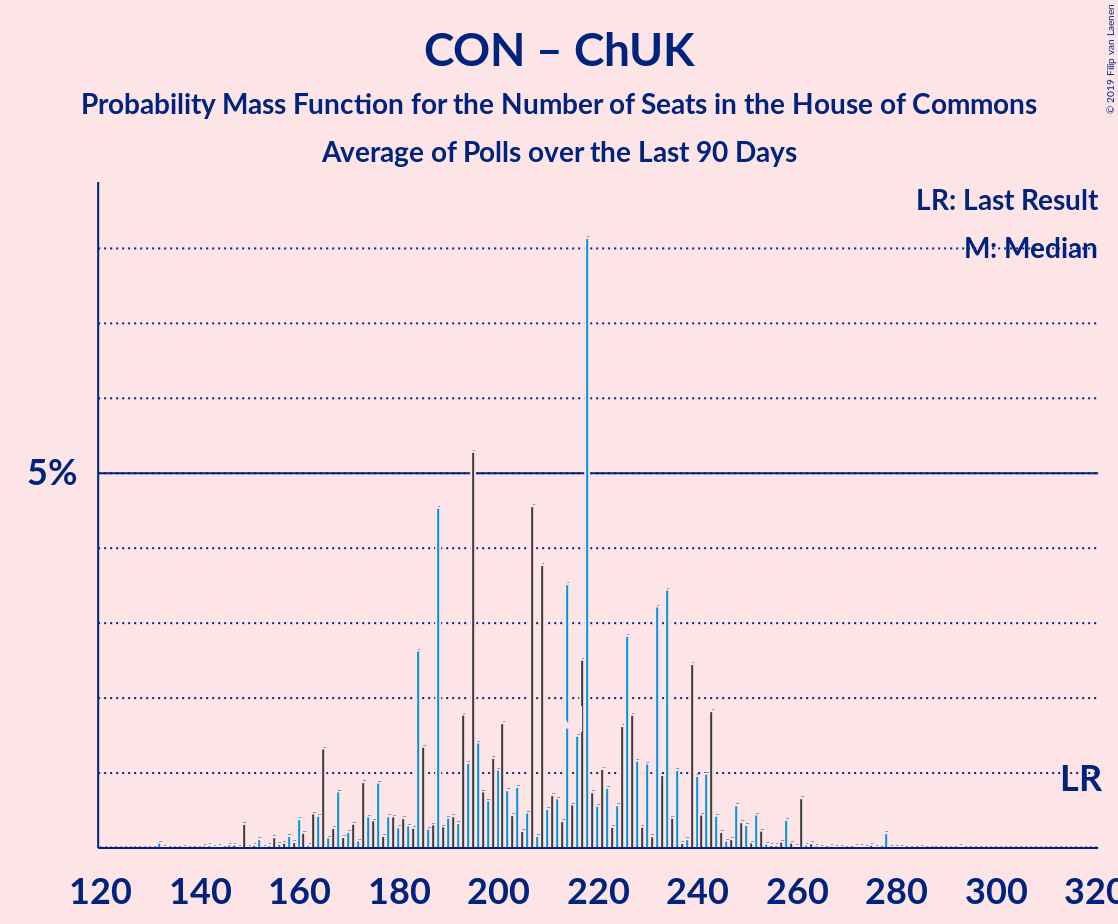 CON – ChUK
Probability Mass Function for the Number of Seats in the House of Commons
Average of Polls over the Last 90 Days
© 2019 Filip van Laenen
LR: Last Result
M: Median
5%
LR
120 140 160 180 200 220 240 260 280 300 320